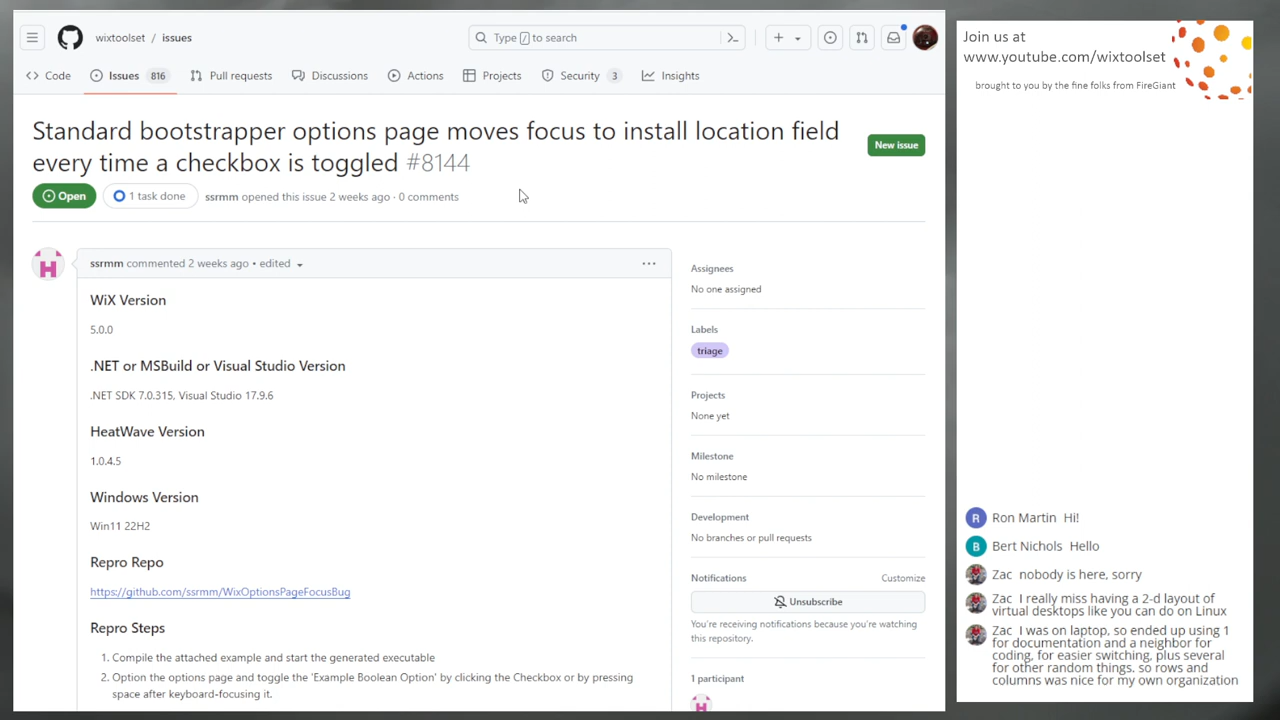 wixtoolset / issues
Type / to search
Code
Issues 816
Pull requests
Discussions
Actions
Projects
Security 3
Insights
Standard bootstrapper options page moves focus to install location field
every time a checkbox is toggled #8144
New issue
Open
1 task done
ssrmm opened this issue 2 weeks ago · 0 comments
ssrmm commented 2 weeks ago • edited
WiX Version
5.0.0
.NET or MSBuild or Visual Studio Version
.NET SDK 7.0.315, Visual Studio 17.9.6
HeatWave Version
1.0.4.5
Windows Version
Win11 22H2
Repro Repo
https://github.com/ssrmm/WixOptionsPageFocusBug
Repro Steps
1. Compile the attached example and start the generated executable
2. Option the options page and toggle the 'Example Boolean Option' by clicking the Checkbox or by pressing
space after keyboard-focusing it.
Assignees
No one assigned
Labels
triage
Projects
None yet
Milestone
No milestone
Development
No branches or pull requests
Notifications
Customize
Unsubscribe
You're receiving notifications because you're watching
this repository.
1 participant
Join us at
www.youtube.com/wixtoolset
brought to you by the fine folks from FireGiant
R Ron Martin Hi!
B Bert Nichols Hello
Zac nobody is here, sorry
Zac I really miss having a 2-d layout of
virtual desktops like you can do on Linux
Zac I was on laptop, so ended up using 1
for documentation and a neighbor for
coding, for easier switching, plus several
for other random things. so rows and
columns was nice for my own organization